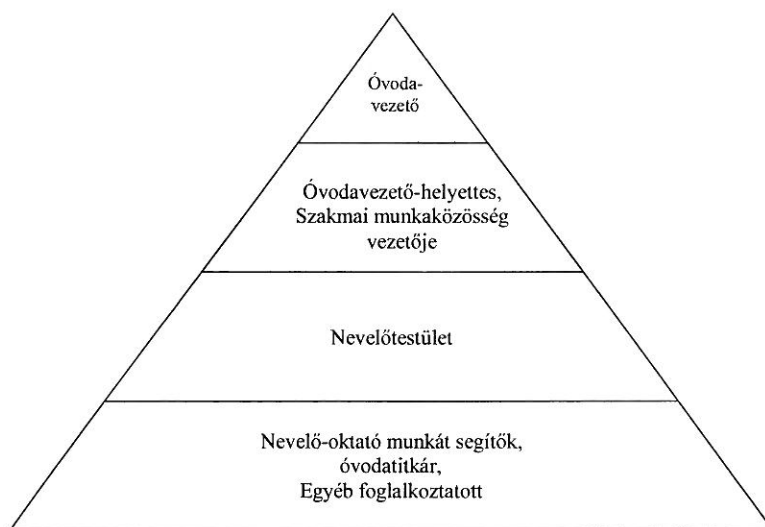 Óvoda-
vezető
Óvodavezető-helyettes,
Szakmai munkaközösség
vezetője
Nevelőtestület
Nevelő-oktató munkát segítők,
óvodatitkár,
Egyéb foglalkoztatott